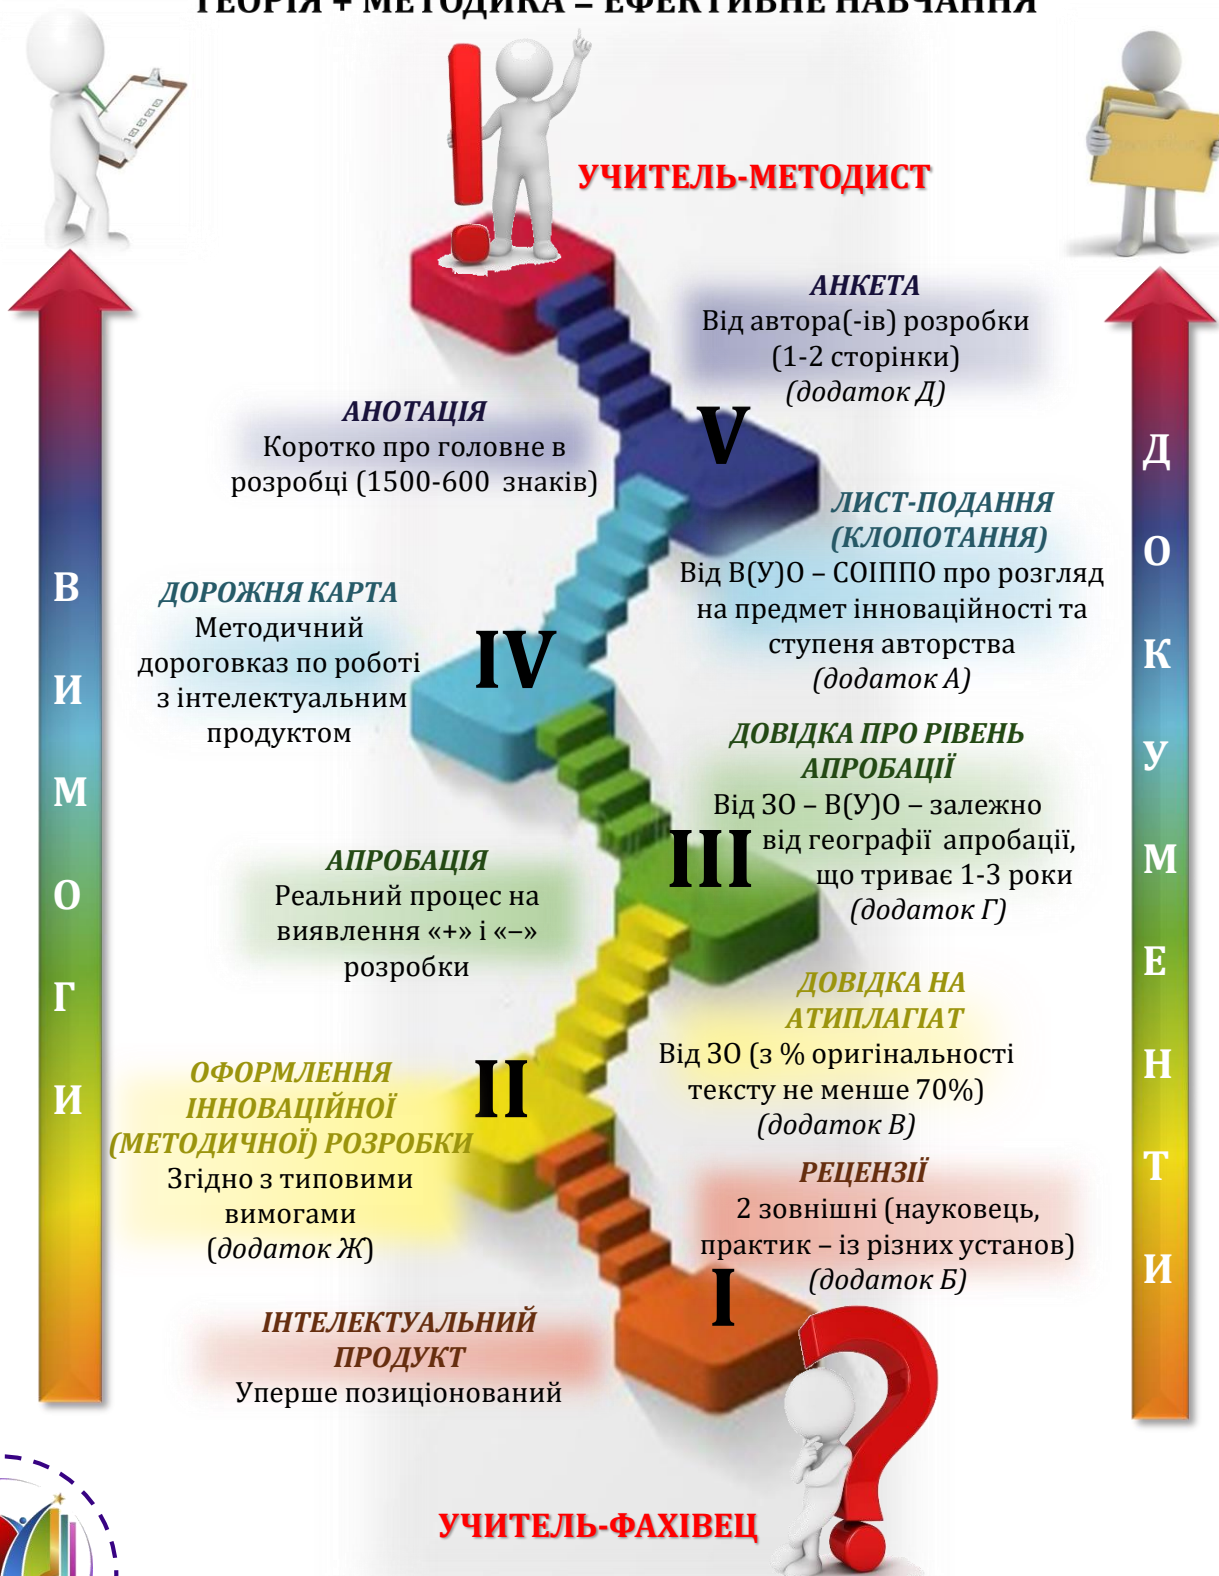 ТЕОРІЯ + МЕТОДИКА = ЕФЕКТИВНЕ НАВЧАННЯ
УЧИТЕЛЬ-МЕТОДИСТ
АНКЕТА
Від автора(-ів) розробки
(1-2 сторінки)
(додаток Д)
V
АНОТАЦІЯ
Коротко про головне в
розробці (1500-600 знаків)
ЛИСТ-ПОДАННЯ
(КЛОПОТАННЯ)
Від В(У)О – СОІППО про розгляд
на предмет інноваційності та
ступеня авторства
(додаток А)
IV
ДОРОЖНЯ КАРТА
Методичний
дороговказ по роботі
з інтелектуальним
продуктом
ДОВІДКА ПРО РІВЕНЬ
АПРОБАЦІЇ
Від ЗО – В(У)О – залежно
від географії апробації,
що триває 1-3 роки
(додаток Г)
III
АПРОБАЦІЯ
Реальний процес на
виявлення «+» і «–»
розробки
ДОВІДКА НА
АТИПЛАГІАТ
Від ЗО (з % оригінальності
тексту не менше 70%)
(додаток В)
II
ОФОРМЛЕННЯ
ІННОВАЦІЙНОЇ
(МЕТОДИЧНОЇ) РОЗРОБКИ
Згідно з типовими
вимогами
(додаток Ж)
РЕЦЕНЗІЇ
2 зовнішні (науковець,
практик – із різних установ)
(додаток Б)
I
ІНТЕЛЕКТУАЛЬНИЙ
ПРОДУКТ
Уперше позиціонований
УЧИТЕЛЬ-ФАХІВЕЦЬ
В
И
М
О
Г
И
Д
О
К
У
М
Е
Н
Т
И